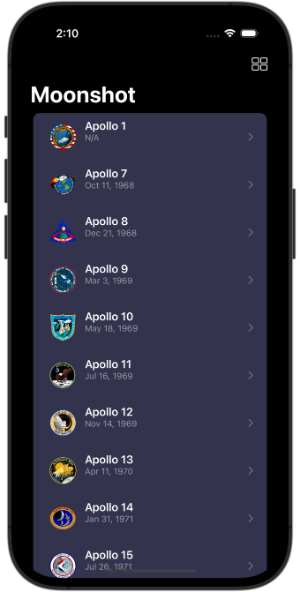 2:10
Moonshot
Apollo 1
N/A
Apollo 7
Oct 11, 1968
Apollo 8
Dec 21, 1968
Apollo 9
Mar 3, 1969
Apollo 10
May 18, 1969
Apollo 11
Jul 16, 1969
Apollo 12
Nov 14, 1969
Apollo 13
Apr 11, 1970
Apollo 14
Jan 31, 1971
Apollo 15
Jul 26, 1971